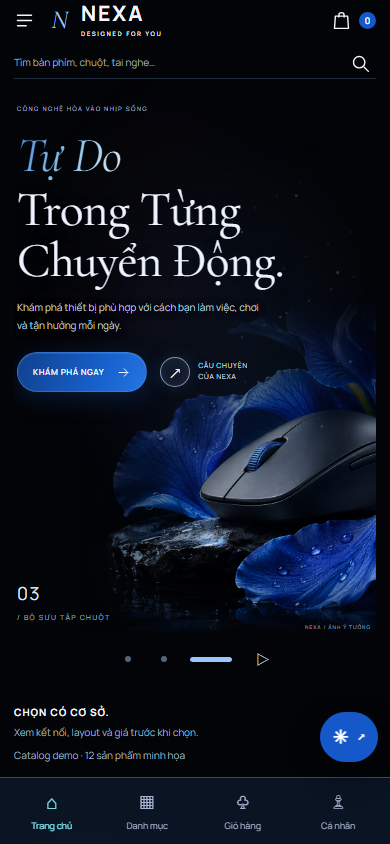 N NEXA
DESIGNED FOR YOU
0
Tìm bàn phím, chuột, tai nghe...
CÔNG NGHỆ HÒA VÀO NHỊP SỐNG
Tự Do
Trong Từng
Chuyển Động.
Khám phá thiết bị phù hợp với cách bạn làm việc, chơi
và tận hưởng mỗi ngày.
KHÁM PHÁ NGAY →
↗ CÂU CHUYỆN
CỦA NEXA
03
/ BỘ SƯU TẬP CHUỘT
NEXA / ẢNH Ý TƯỞNG
CHỌN CÓ CƠ SỞ.
Xem kết nối, layout và giá trước khi chọn.
Catalog demo · 12 sản phẩm minh họa
Trang chủ
Danh mục
Giỏ hàng
Cá nhân